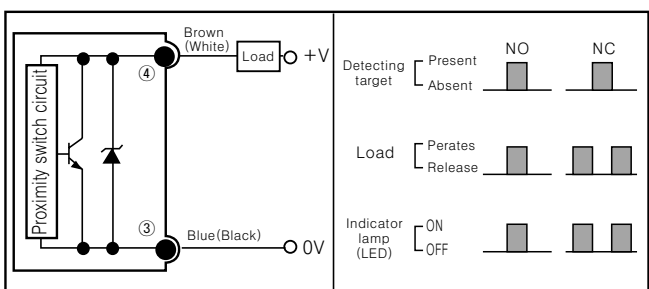 Proximity switch circuit
④
Brown
(White)
Load
+V
③
Blue(Black)
0V
NO
NC
Detecting
target
Present
Absent
Load
Perates
Release
Indicator
lamp
(LED)
ON
OFF